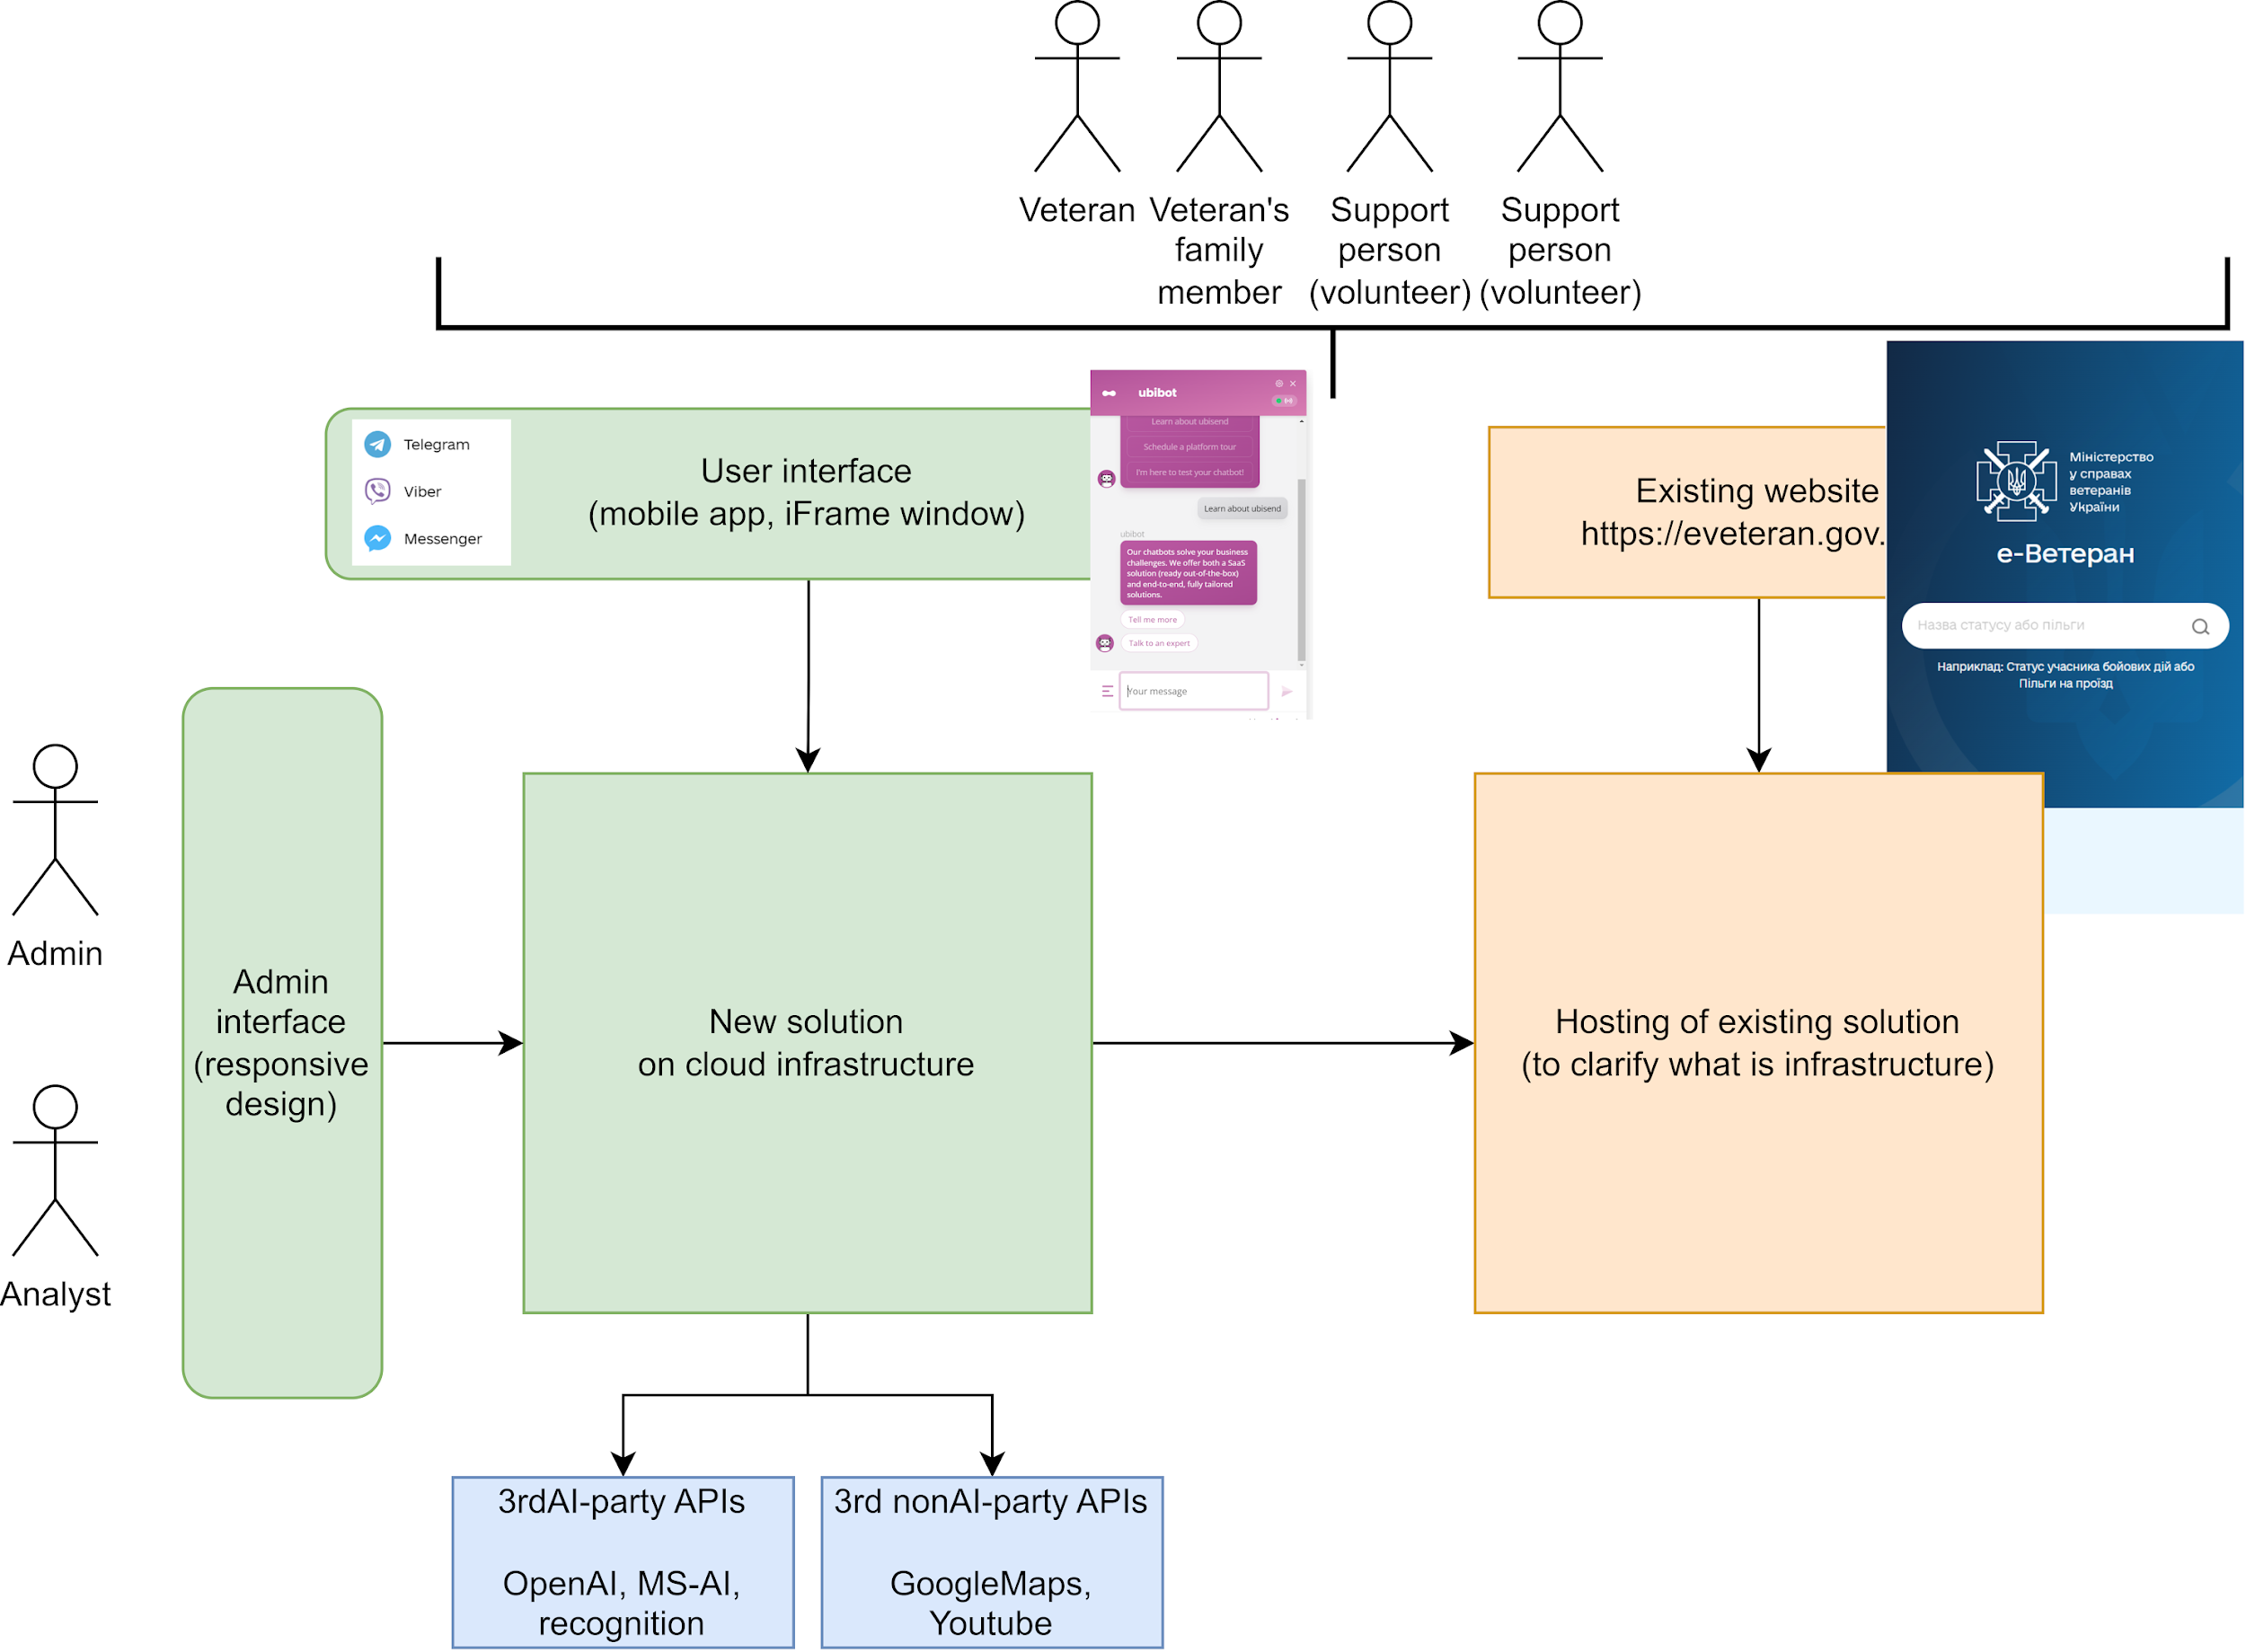 Veteran
Veteran's
family
member
Support
person
(volunteer)
Support
person
(volunteer)
Telegram
Viber
Messenger
User interface
(mobile app, iFrame window)
ubibot
Learn about ubisend
Schedule a platform tour
I'm here to test your chatbot!
Learn about ubisend
ubibot
Our chatbots solve your business
challenges. We offer both a SaaS
solution (ready out-of-the-box)
and end-to-end, fully tailored
solutions.
Tell me more
Talk to an expert
Your message
Existing website
https://eveteran.gov.
Міністерство
у справах
ветеранів
України
е-Ветеран
Назва статусу або пільги
Наприклад: Статус учасника бойових дій або
Пільги на проїзд
Admin
Analyst
Admin
interface
(responsive
design)
New solution
on cloud infrastructure
Hosting of existing solution
(to clarify what is infrastructure)
3rdAI-party APIs
OpenAI, MS-AI,
recognition
3rd nonAI-party APIs
GoogleMaps,
Youtube